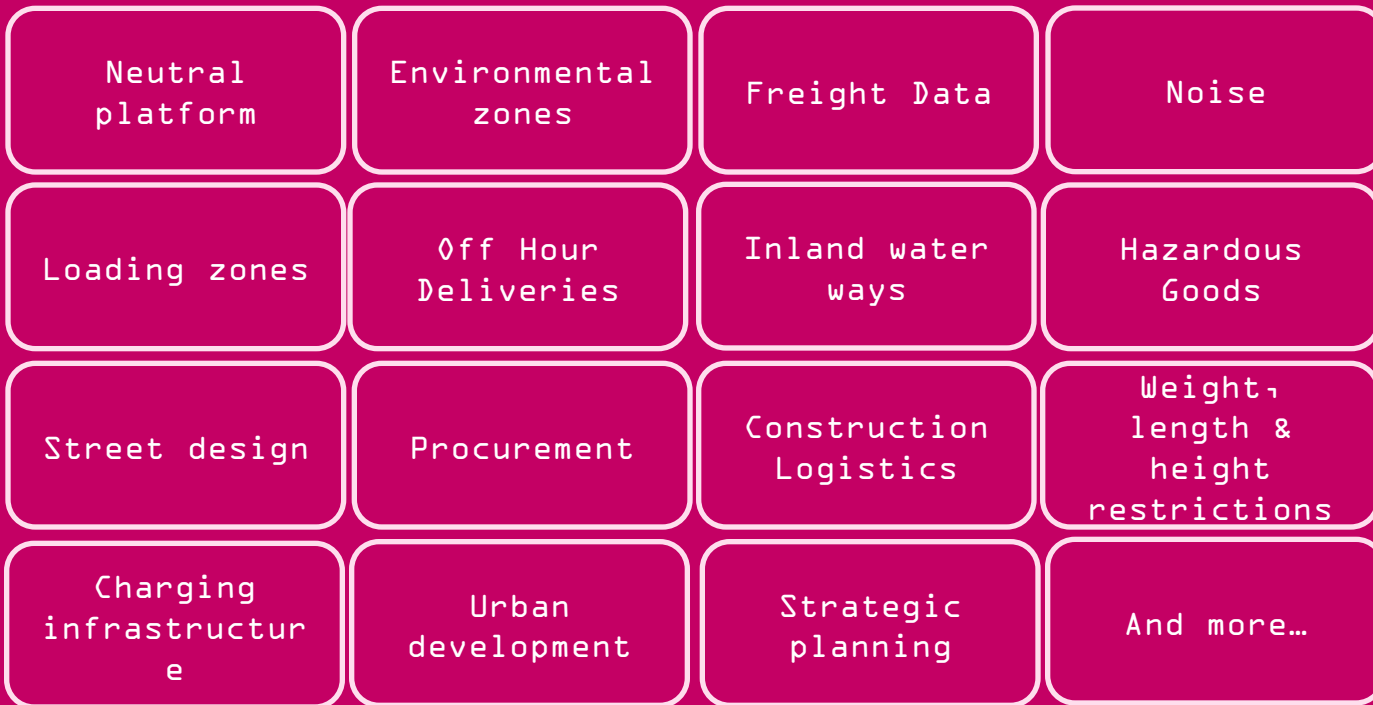 Neutral
platform
Environmental
zones
Freight Data
Noise
Loading zones
Off Hour
Deliveries
Inland water
ways
Hazardous
Goods
Street design
Procurement
Construction
Logistics
Weight,
length &
height
restrictions
Charging
infrastructur
e
Urban
development
Strategic
planning
And more…